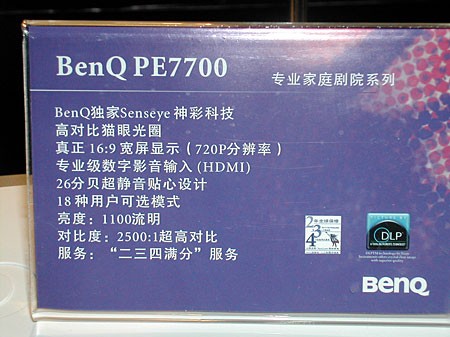 BenQ PE7700 专业家庭剧院系列
BenQ独家Senseye 神彩科技
高对比猫眼光圈
真正 16:9 宽屏显示（720P分辨率）
专业级数字影音输入 (HDMI)
26分贝超静音贴心设计
18 种用户可选模式
亮度：1100流明
对比度：2500:1超高对比
服务：“二三四满分”服务
2
3
4
DLP
BenQ